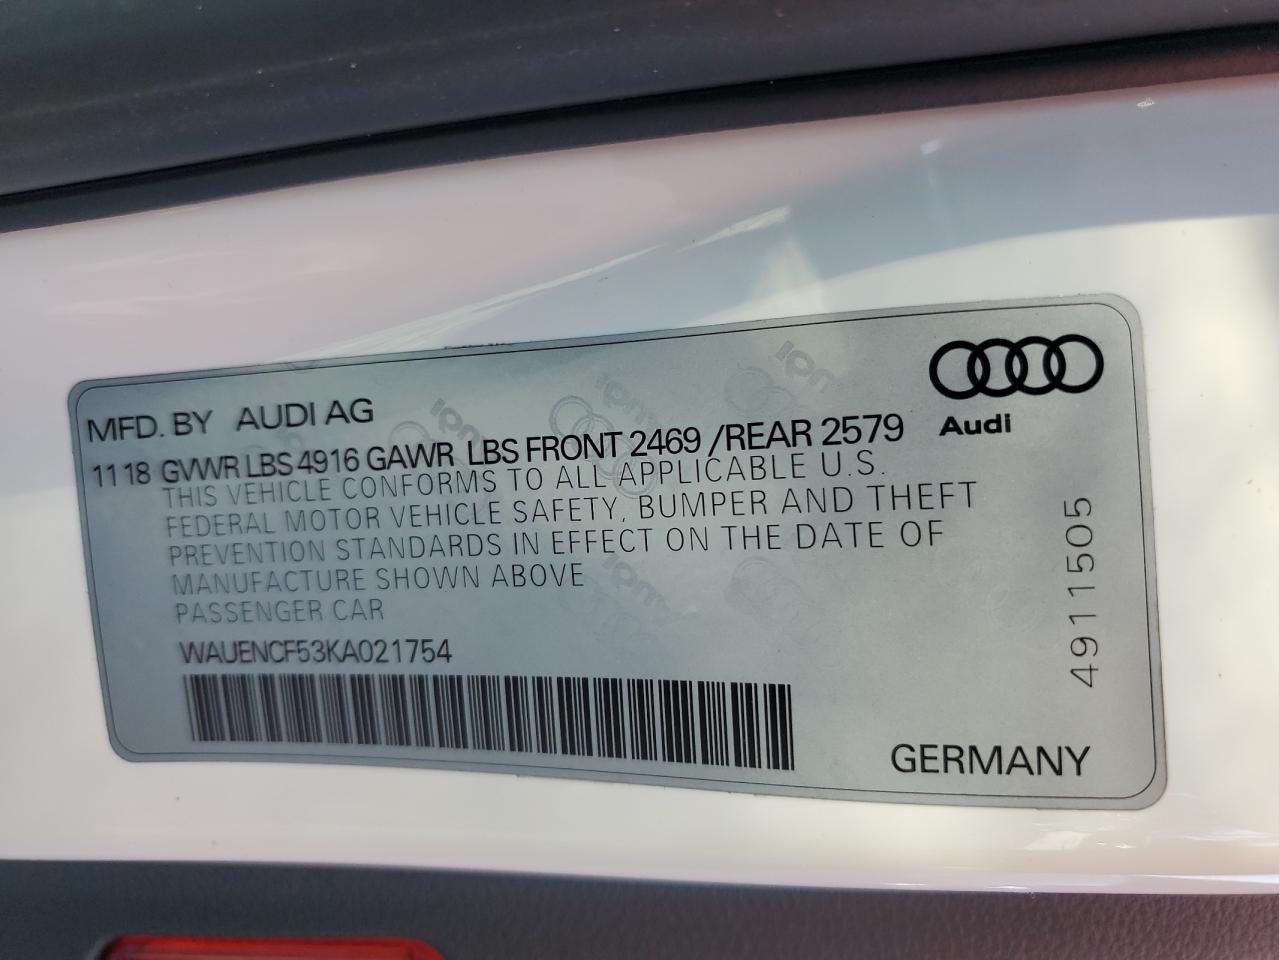 MFD. BY AUDI AG
Audi
11 18 GVWR LBS 4916 GAWR LBS FRONT 2469 /REAR 2579
THIS VEHICLE CONFORMS TO ALL APPLICABLE U.S.
FEDERAL MOTOR VEHICLE SAFETY, BUMPER AND THEFT
PREVENTION STANDARDS IN EFFECT ON THE DATE OF
MANUFACTURE SHOWN ABOVE
PASSENGER CAR
WAUENCF53KA021754
4911505
GERMANY